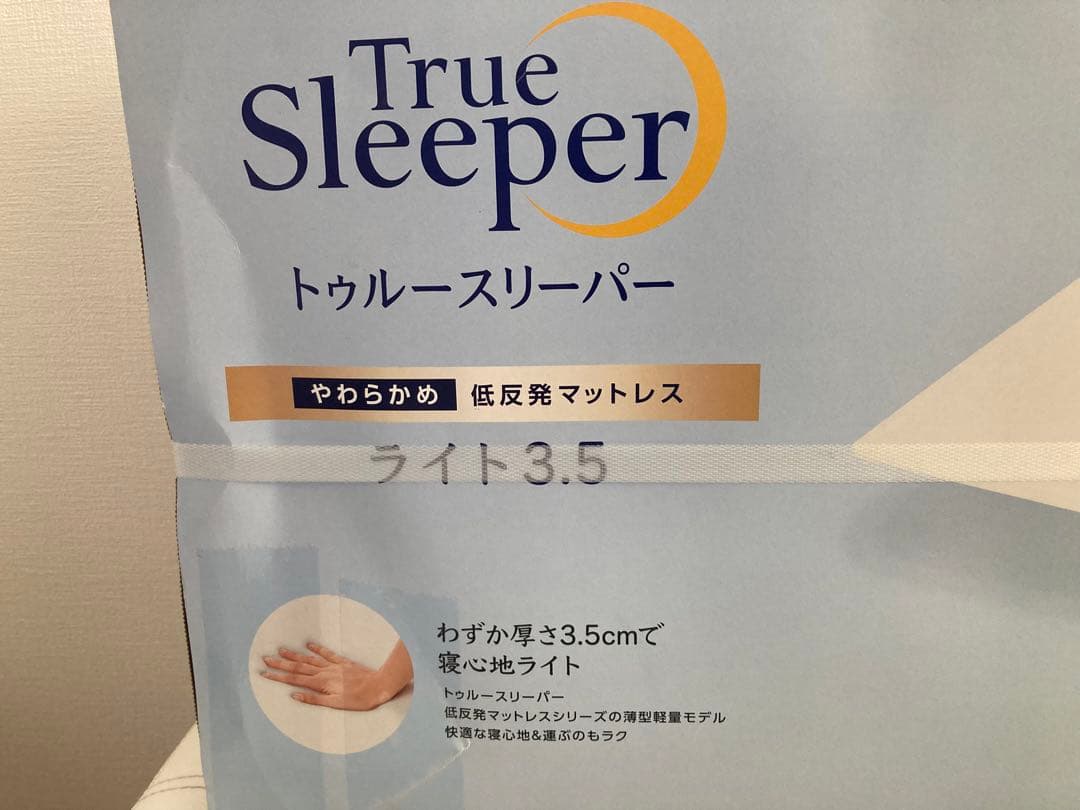 True
Sleeper
トゥルースリーパー
やわらかめ 低反発マットレス
ライト3.5
わずか厚さ3.5cmで
寝心地ライト
トゥルースリーパー
低反発マットレスシリーズの薄型軽量モデル
快適な寝心地&運ぶのもラク